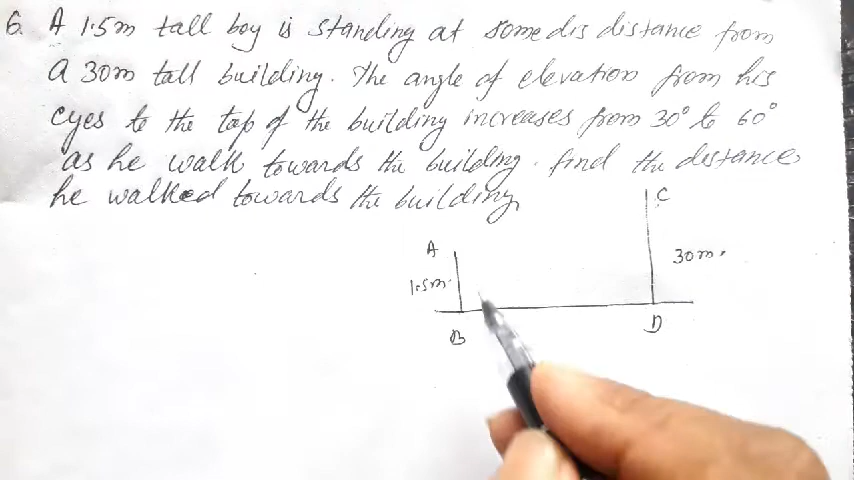 6. A 1.5m tall boy is standing at some dis distance from
a 30m tall building. The angle of elevation from his
eyes to the top of the building increases from 30° to 60°
as he walk towards the building. find the distance
he walked towards the building,
C
A
30m.
1.5m.
B
D